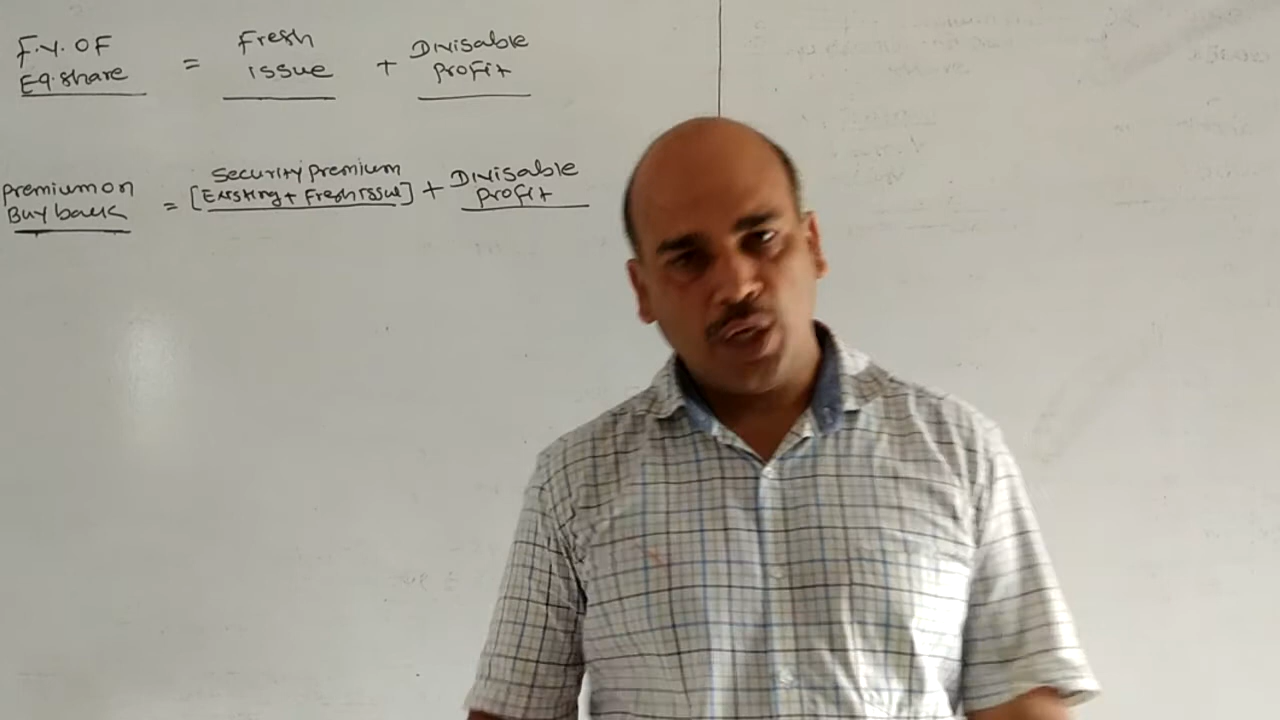 F.V. OF Eq. share = Fresh issue + Divisable profit
Premium on Buy back = Security premium [Existing + Fresh issue] + Divisable profit